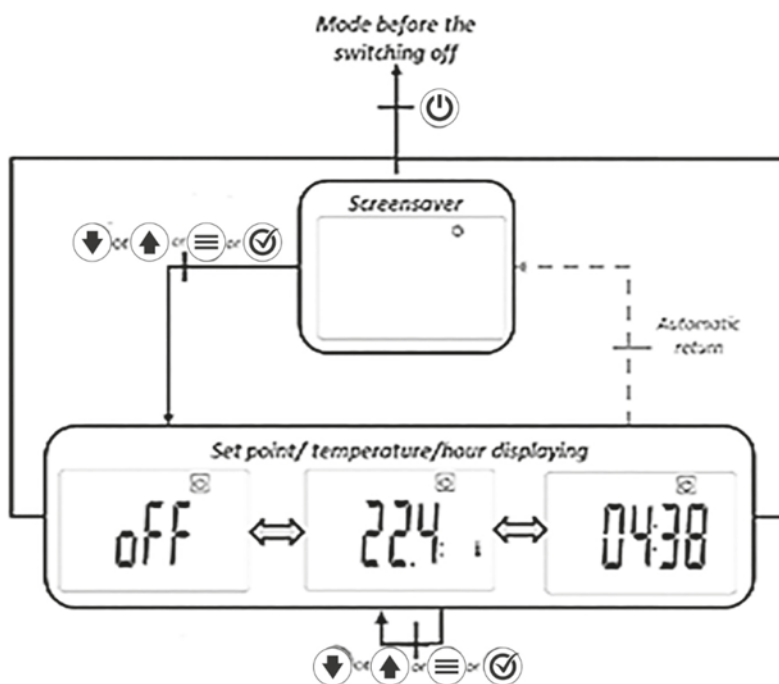 Mode before the
switching off
Screensaver
or or or
Automatic
return
Set point/ temperature/hour displaying
oFF
22.4:
04:38
or or or